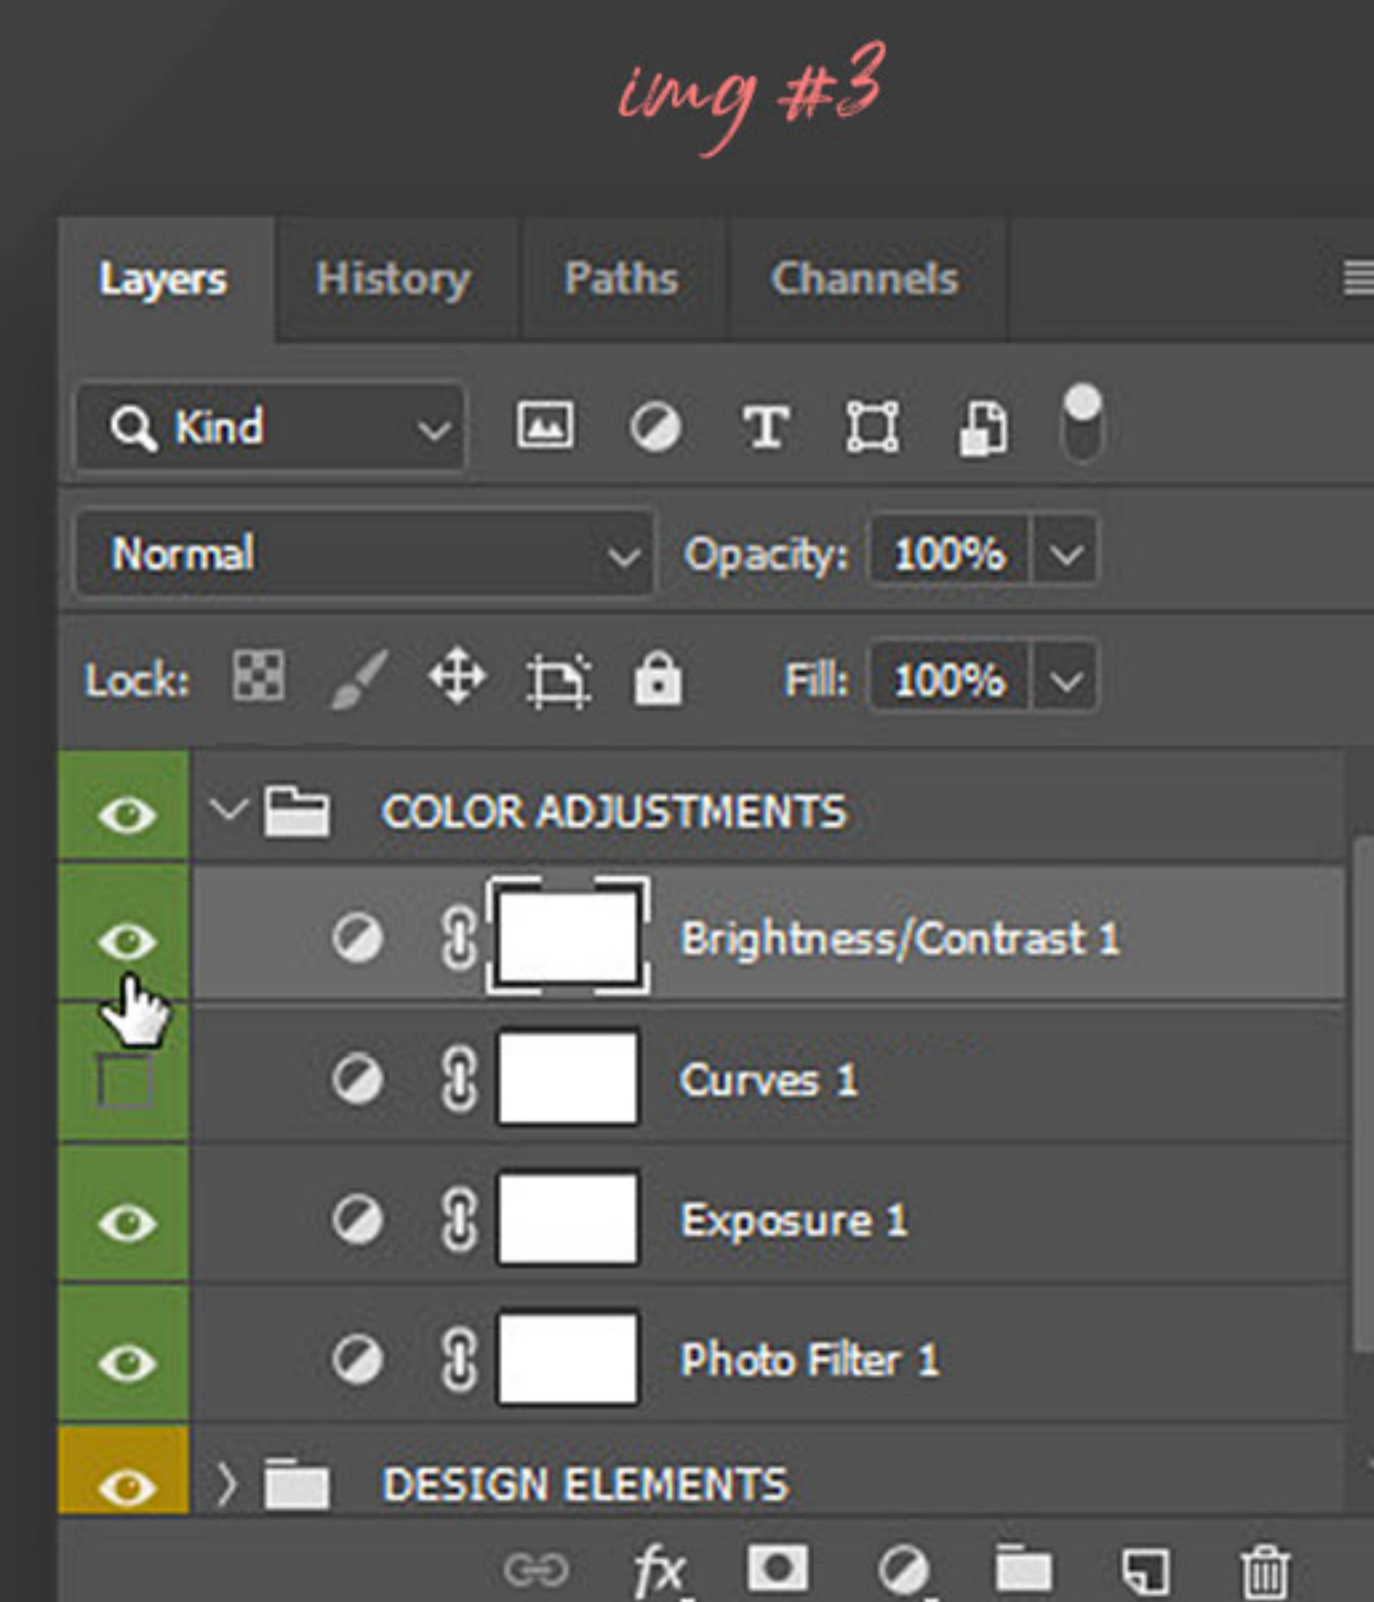 img #3
Layers History Paths Channels
Kind T
Normal Opacity: 100%
Lock: Fill: 100%
COLOR ADJUSTMENTS
Brightness/Contrast 1
Curves 1
Exposure 1
Photo Filter 1
DESIGN ELEMENTS
fx